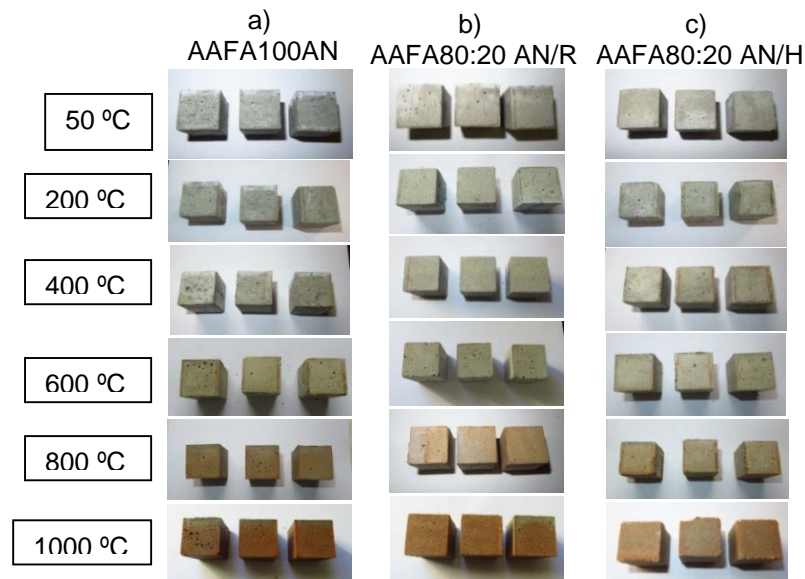 a)
AAFA100AN
b)
AAFA80:20 AN/R
c)
AAFA80:20 AN/H
50 ºC
200 ºC
400 ºC
600 ºC
800 ºC
1000 ºC